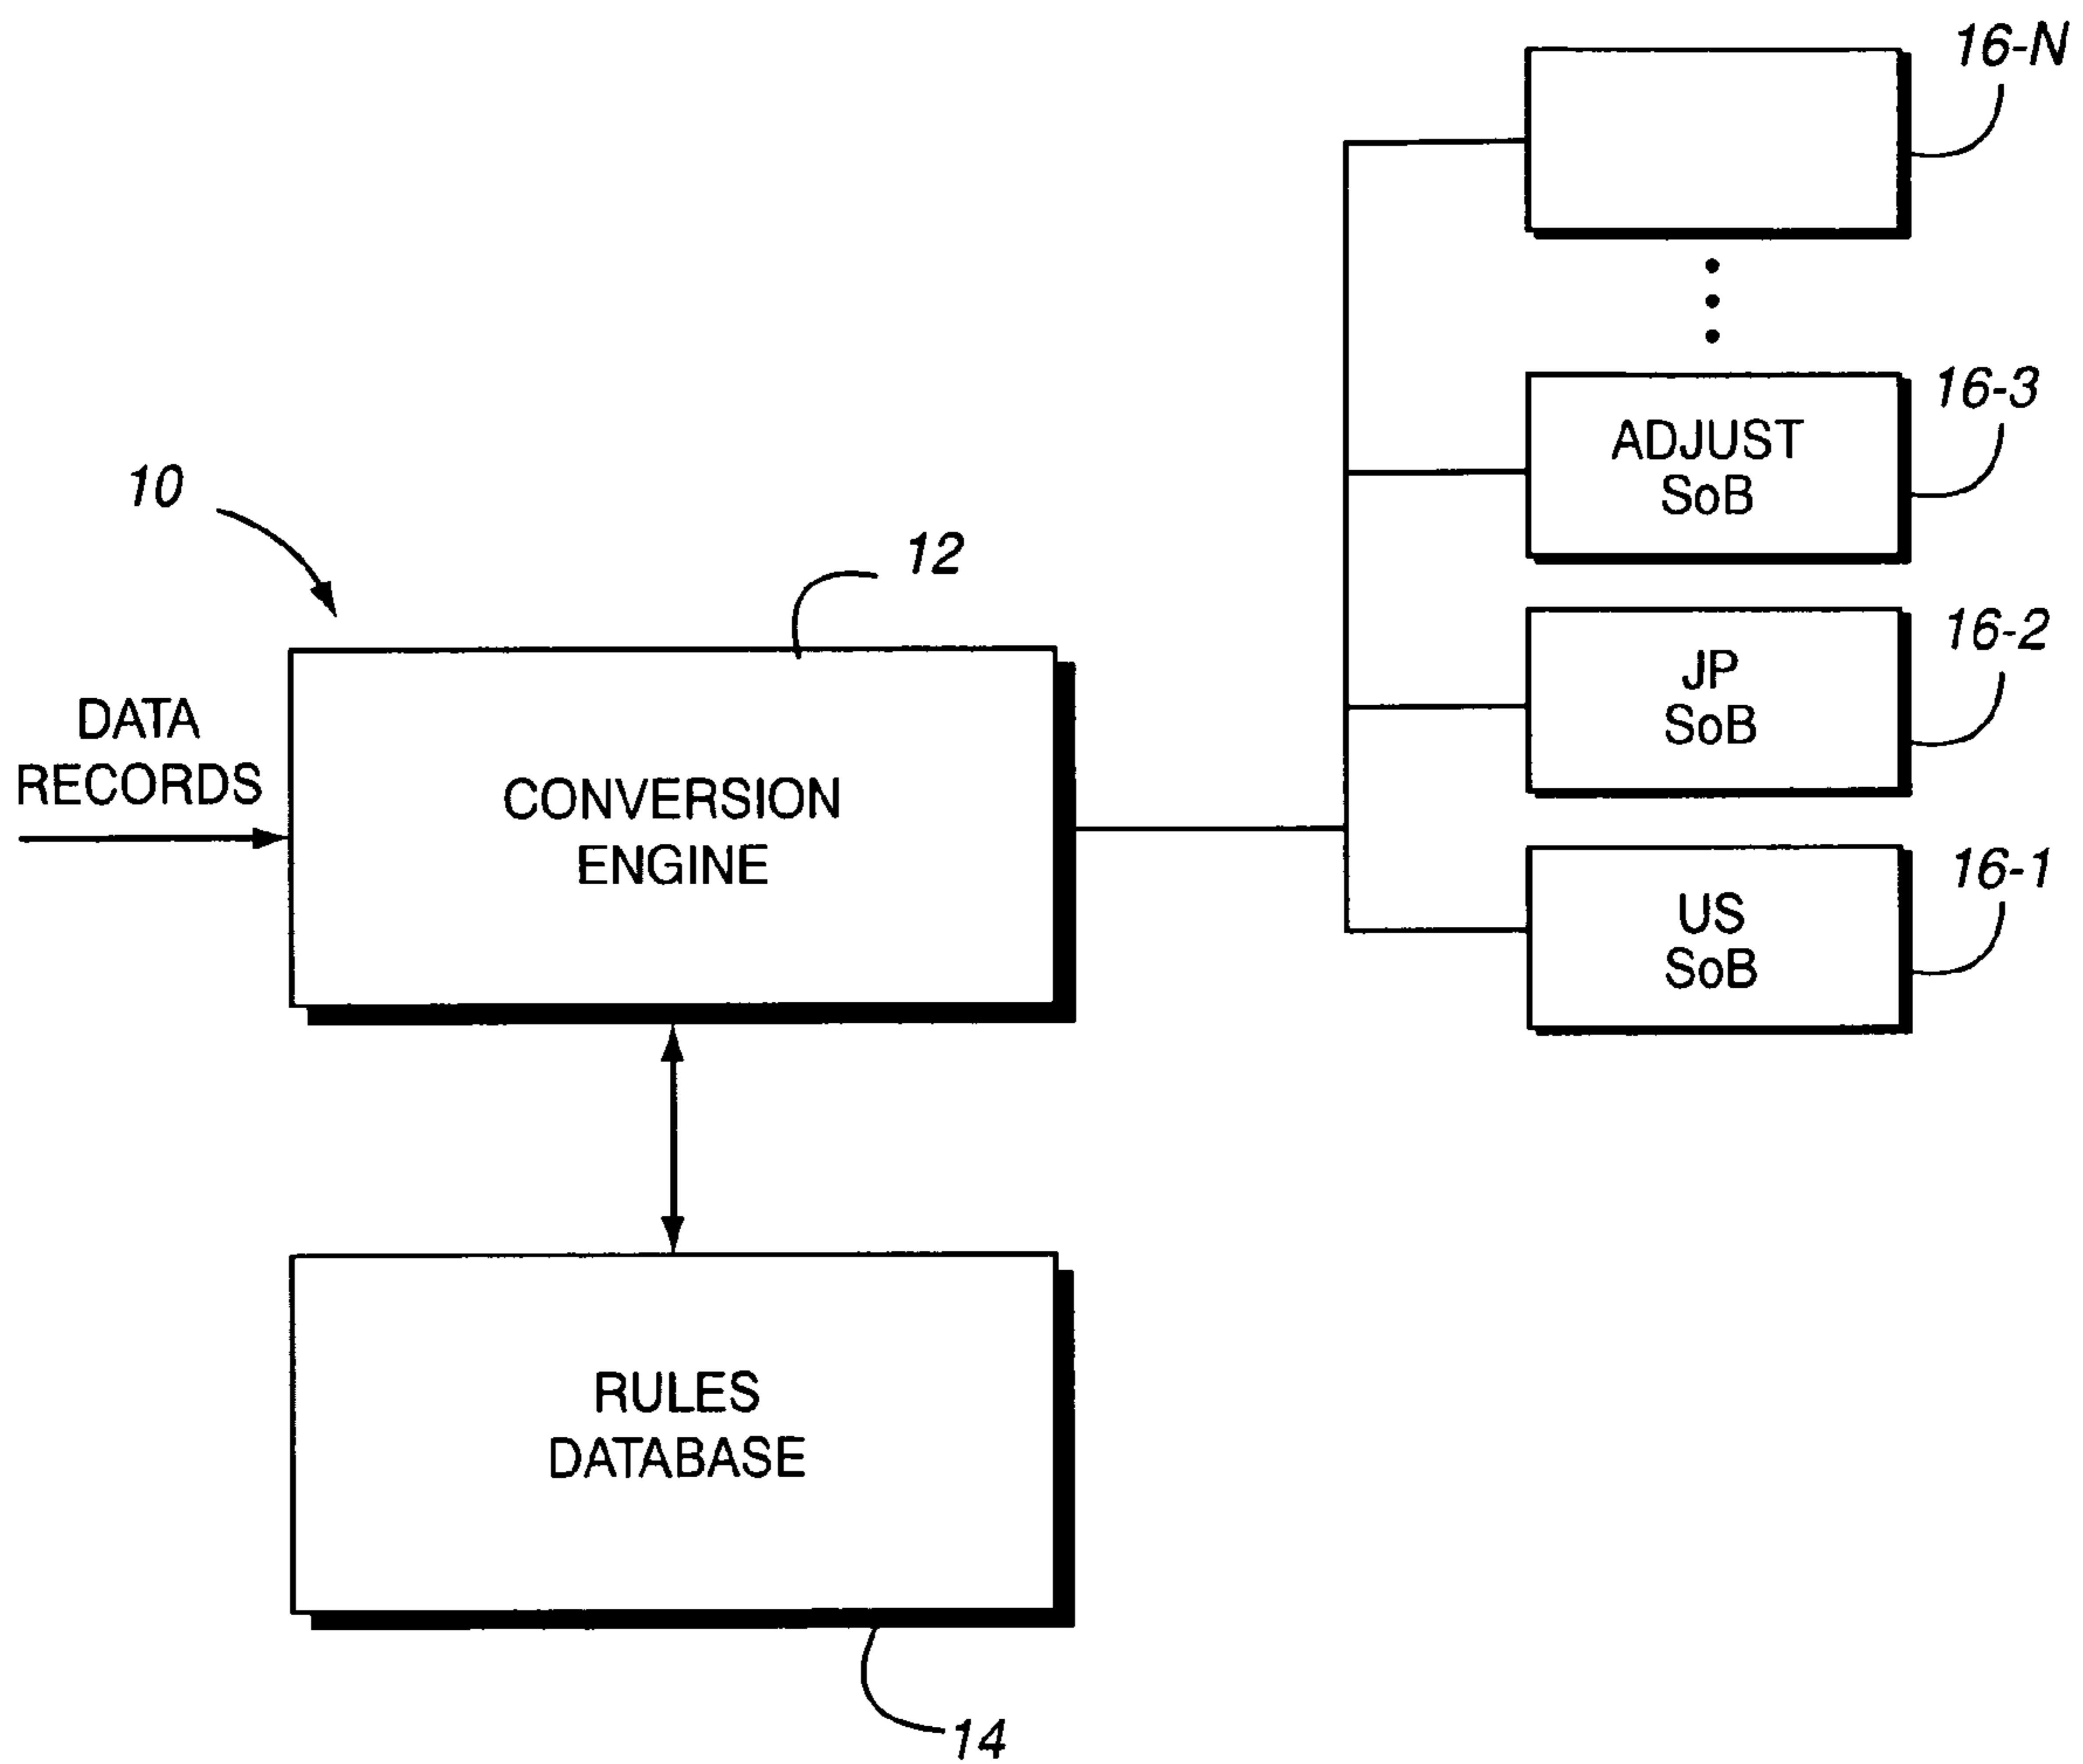 16-N
16-3
ADJUST
SoB
10
12
16-2
JP
SoB
DATA
RECORDS
CONVERSION
ENGINE
16-1
US
SoB
RULES
DATABASE
14